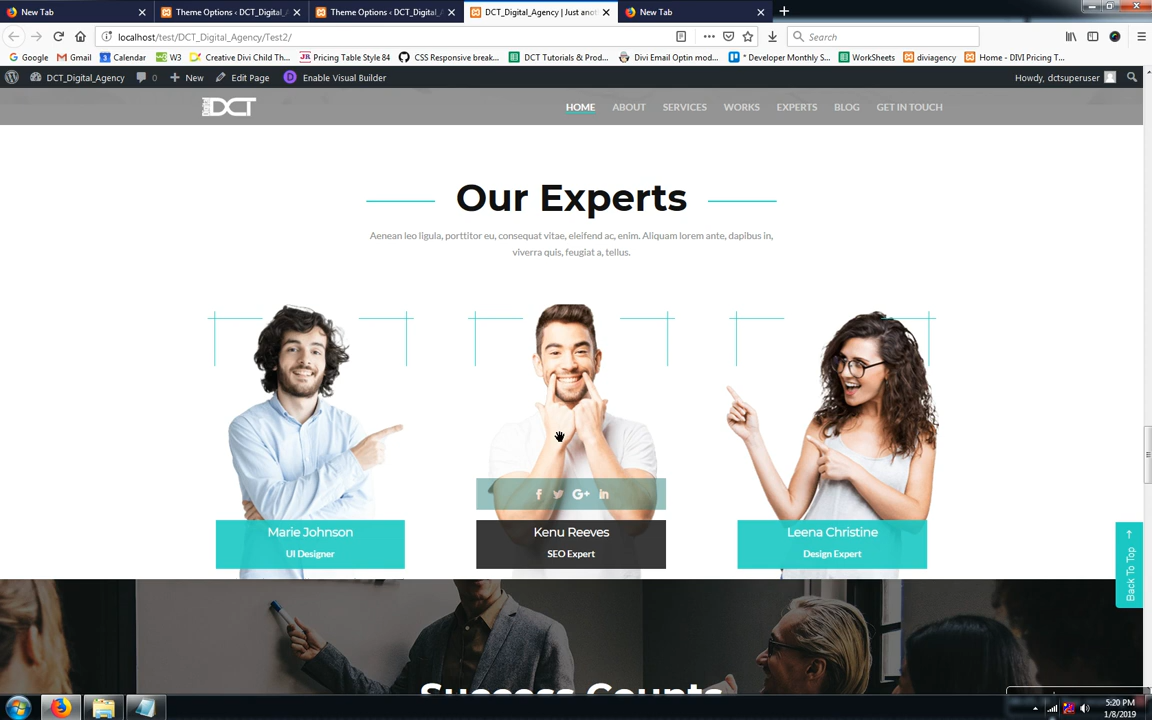 New Tab
Theme Options ‹ DCT_Digital_A
Theme Options ‹ DCT_Digital_A
DCT_Digital_Agency | Just anot
New Tab
localhost/test/DCT_Digital_Agency/Test2/
Search
Google
Gmail
Calendar
W3
Creative Divi Child Th...
Pricing Table Style 84
CSS Responsive break...
DCT Tutorials & Prod...
Divi Email Optin mod...
* Developer Monthly S...
WorkSheets
diviagency
Home - DIVI Pricing T...
DCT_Digital_Agency
0
New
Edit Page
D
Enable Visual Builder
Howdy, dctsuperuser
DCT
HOME
ABOUT
SERVICES
WORKS
EXPERTS
BLOG
GET IN TOUCH
Our Experts
Aenean leo ligula, porttitor eu, consequat vitae, eleifend ac, enim. Aliquam lorem ante, dapibus in,
viverra quis, feugiat a, tellus.
Marie Johnson
UI Designer
Kenu Reeves
SEO Expert
Leena Christine
Design Expert
Back To Top
Success Counts
5:20 PM
1/8/2019